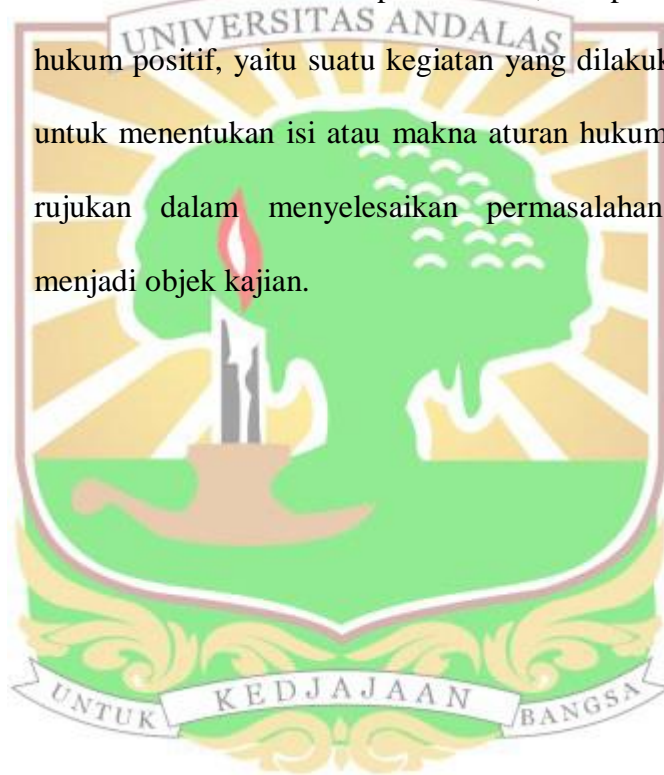 UNIVERSITAS ANDALAS
hukum positif, yaitu suatu kegiatan yang
untuk menentukan isi atau makna aturan hukum
rujukan dalam menyelesaikan permasalahan
menjadi objek kajian.
UNTUK KEDJAJAAN BANGSA